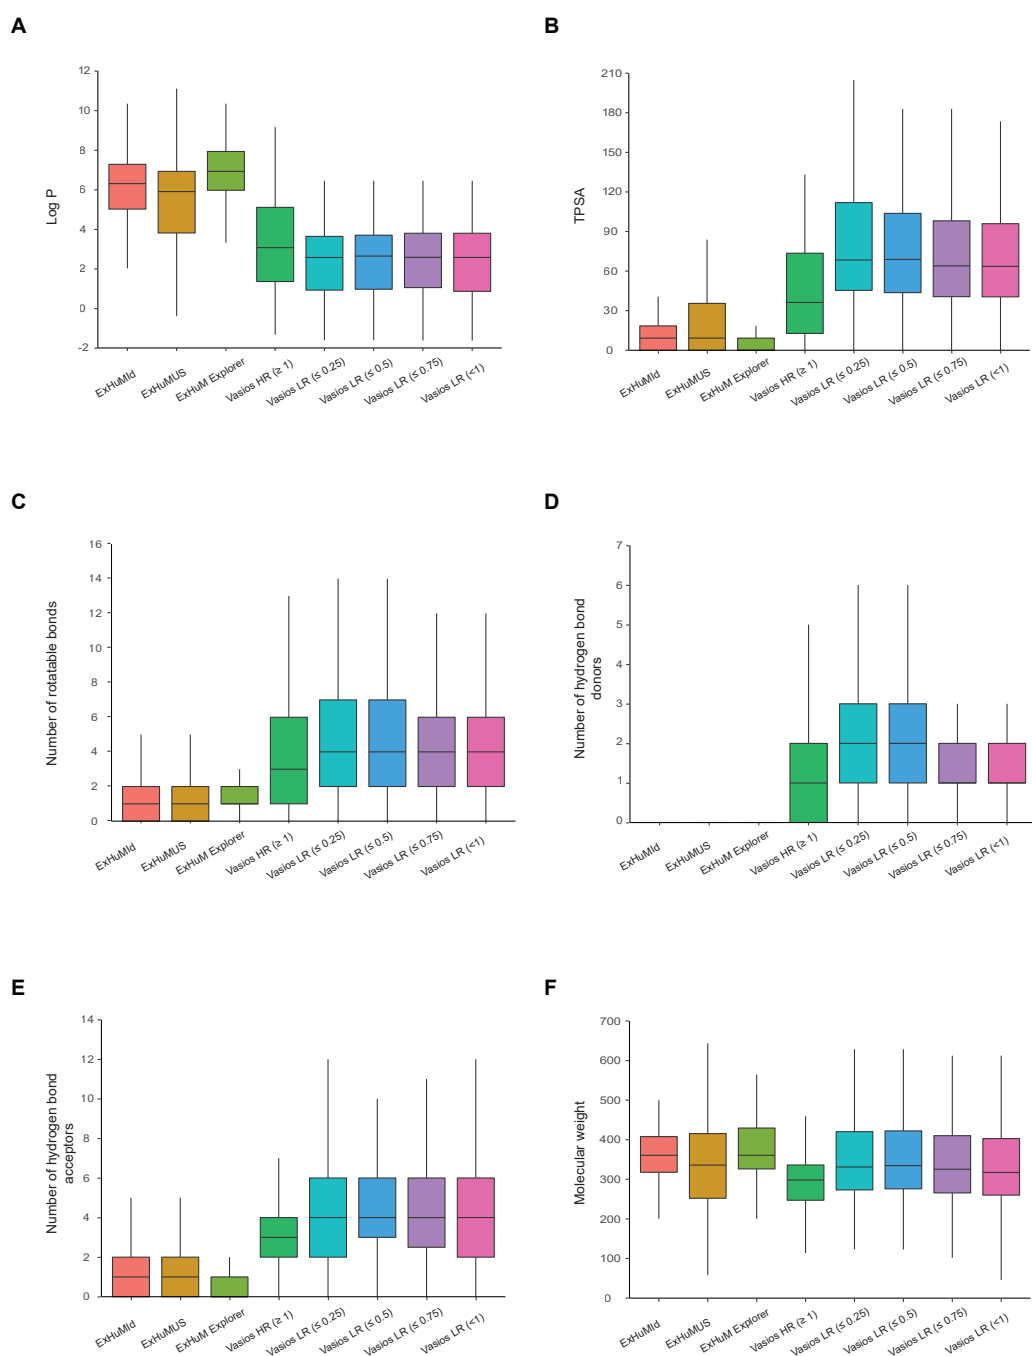 A
Log P
12
10
8
6
4
2
0
-2
ExHuMId
ExHuMUS
ExHuM Explorer
Vasios HR (≥ 1)
Vasios LR (≤ 0.25)
Vasios LR (≤ 0.5)
Vasios LR (≤ 0.75)
Vasios LR (<1)
B
TPSA
210
180
150
120
90
60
30
0
ExHuMId
ExHuMUS
ExHuM Explorer
Vasios HR (≥ 1)
Vasios LR (≤ 0.25)
Vasios LR (≤ 0.5)
Vasios LR (≤ 0.75)
Vasios LR (<1)
C
Number of rotatable bonds
16
14
12
10
8
6
4
2
0
ExHuMId
ExHuMUS
ExHuM Explorer
Vasios HR (≥ 1)
Vasios LR (≤ 0.25)
Vasios LR (≤ 0.5)
Vasios LR (≤ 0.75)
Vasios LR (<1)
D
Number of hydrogen bond
donors
7
6
5
4
3
2
1
0
ExHuMId
ExHuMUS
ExHuM Explorer
Vasios HR (≥ 1)
Vasios LR (≤ 0.25)
Vasios LR (≤ 0.5)
Vasios LR (≤ 0.75)
Vasios LR (<1)
E
Number of hydrogen bond
acceptors
14
12
10
8
6
4
2
0
ExHuMId
ExHuMUS
ExHuM Explorer
Vasios HR (≥ 1)
Vasios LR (≤ 0.25)
Vasios LR (≤ 0.5)
Vasios LR (≤ 0.75)
Vasios LR (<1)
F
Molecular weight
700
600
500
400
300
200
100
0
ExHuMId
ExHuMUS
ExHuM Explorer
Vasios HR (≥ 1)
Vasios LR (≤ 0.25)
Vasios LR (≤ 0.5)
Vasios LR (≤ 0.75)
Vasios LR (<1)